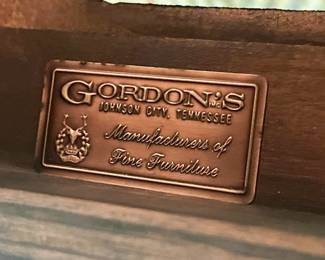 GORDON'S INC.
JOHNSON CITY, TENNESSEE
Manufacturers of
Fine Furniture